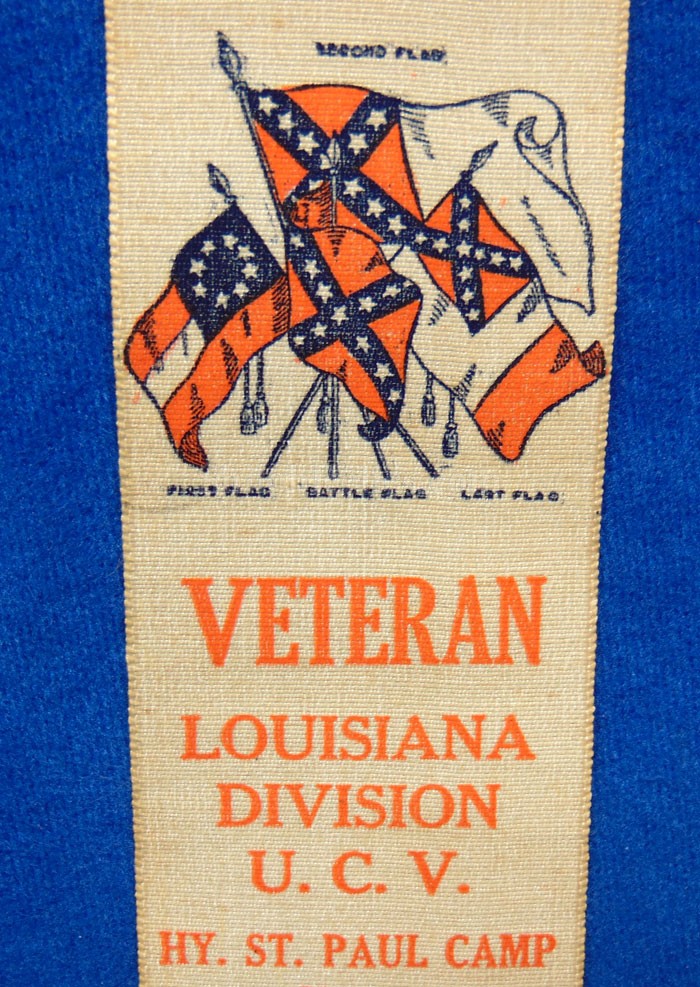 SECOND FLAG
FIRST FLAG BATTLE FLAG LAST FLAG
VETERAN
LOUISIANA
DIVISION
U. C. V.
HY. ST. PAUL CAMP